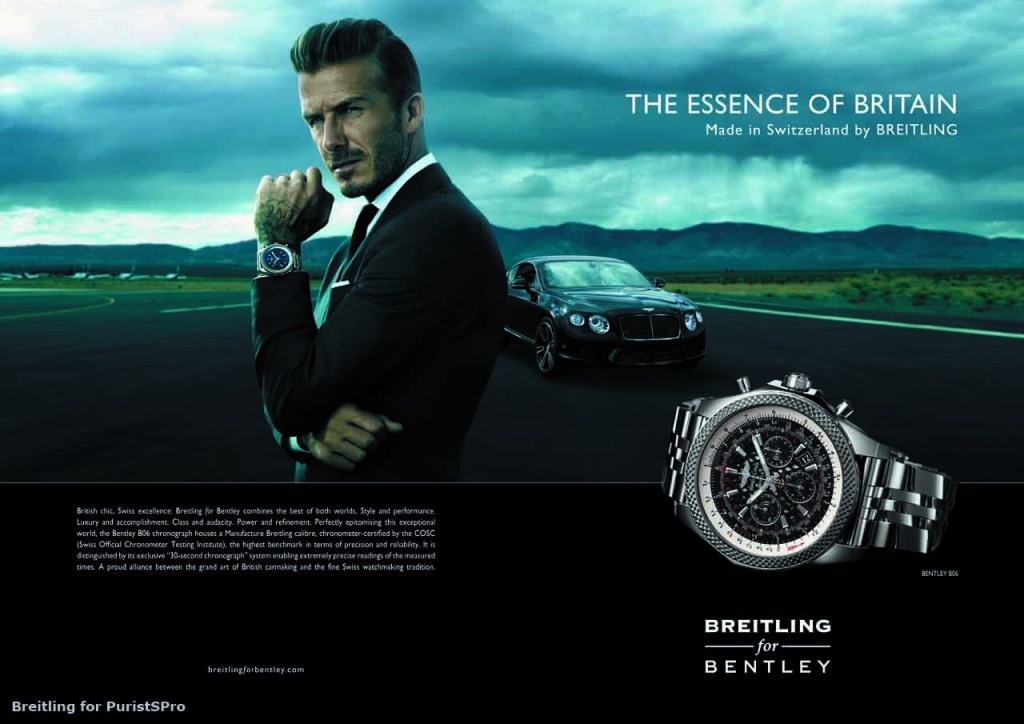 THE ESSENCE OF BRITAIN
Made in Switzerland by BREITLING
British chic, Swiss excellence: Breitling for Bentley combines the best of both worlds. Style and performance.
Luxury and accomplishment. Class and audacity. Power and refinement. Perfectly epitomising this exceptional
world, the Bentley B06 chronograph houses a Manufacture Breitling calibre, chronometer-certified by the COSC
(Swiss Official Chronometer Testing Institute), the highest benchmark in terms of precision and reliability. It is
distinguished by its exclusive "30-second chronograph" system enabling extremely precise readings of the measured
times. A proud alliance between the grand art of British carmaking and the fine Swiss watchmaking tradition.
BENTLEY B06
BREITLING
for
BENTLEY
breitlingforbentley.com
Breitling for PuristSPro